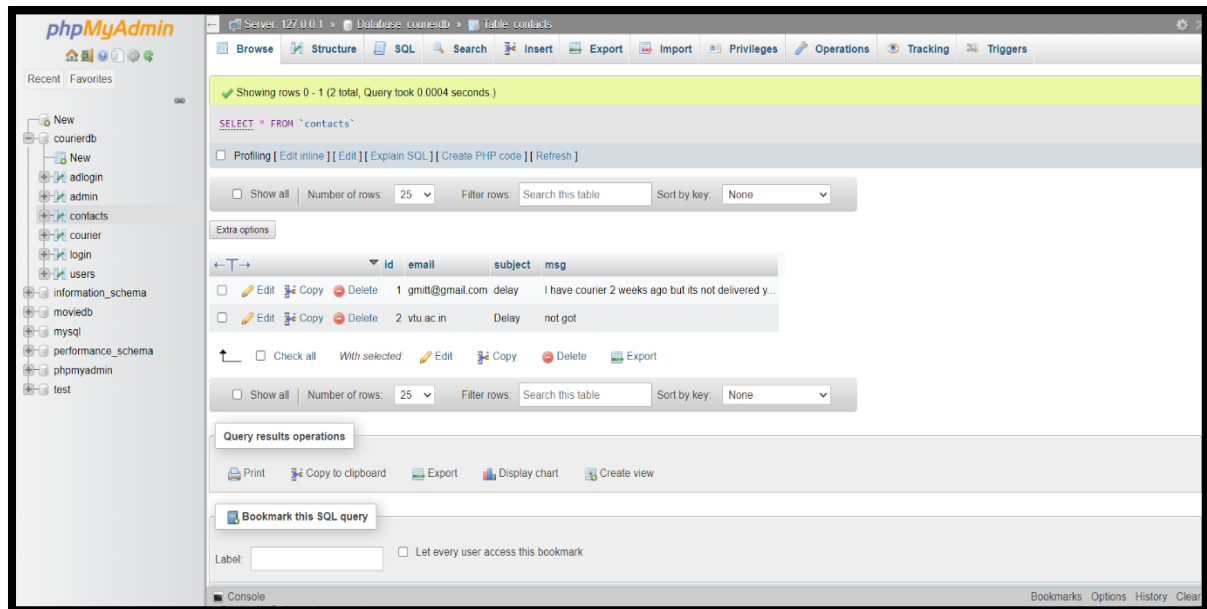 phpMyAdmin
Recent Favorites
New
courierdb
New
adlogin
admin
contacts
courier
login
users
information_schema
moviedb
mysql
performance_schema
phpmyadmin
test
Server: 127.0.0.1 » Database: courierdb » Table: contacts
Browse Structure SQL Search Insert Export Import Privileges Operations Tracking Triggers
Showing rows 0 - 1 (2 total, Query took 0.0004 seconds.)
SELECT * FROM `contacts`
Profiling [ Edit inline ] [ Edit ] [ Explain SQL ] [ Create PHP code ] [ Refresh ]
Show all Number of rows: 25 Filter rows: Search this table Sort by key: None
Extra options
←T→ id email subject msg
Edit Copy Delete 1 gmitt@gmail.com delay I have courier 2 weeks ago but its not delivered y...
Edit Copy Delete 2 vtu.ac.in Delay not got
Check all With selected: Edit Copy Delete Export
Show all Number of rows: 25 Filter rows: Search this table Sort by key: None
Query results operations
Print Copy to clipboard Export Display chart Create view
Bookmark this SQL query
Label: Let every user access this bookmark
Console Bookmarks Options History Clear